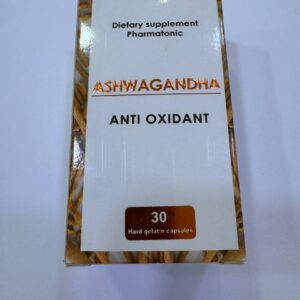 Dietary supplement
Pharmatonic
ASHWAGANDHA
ANTI OXIDANT
30
Hard gelatin capsules